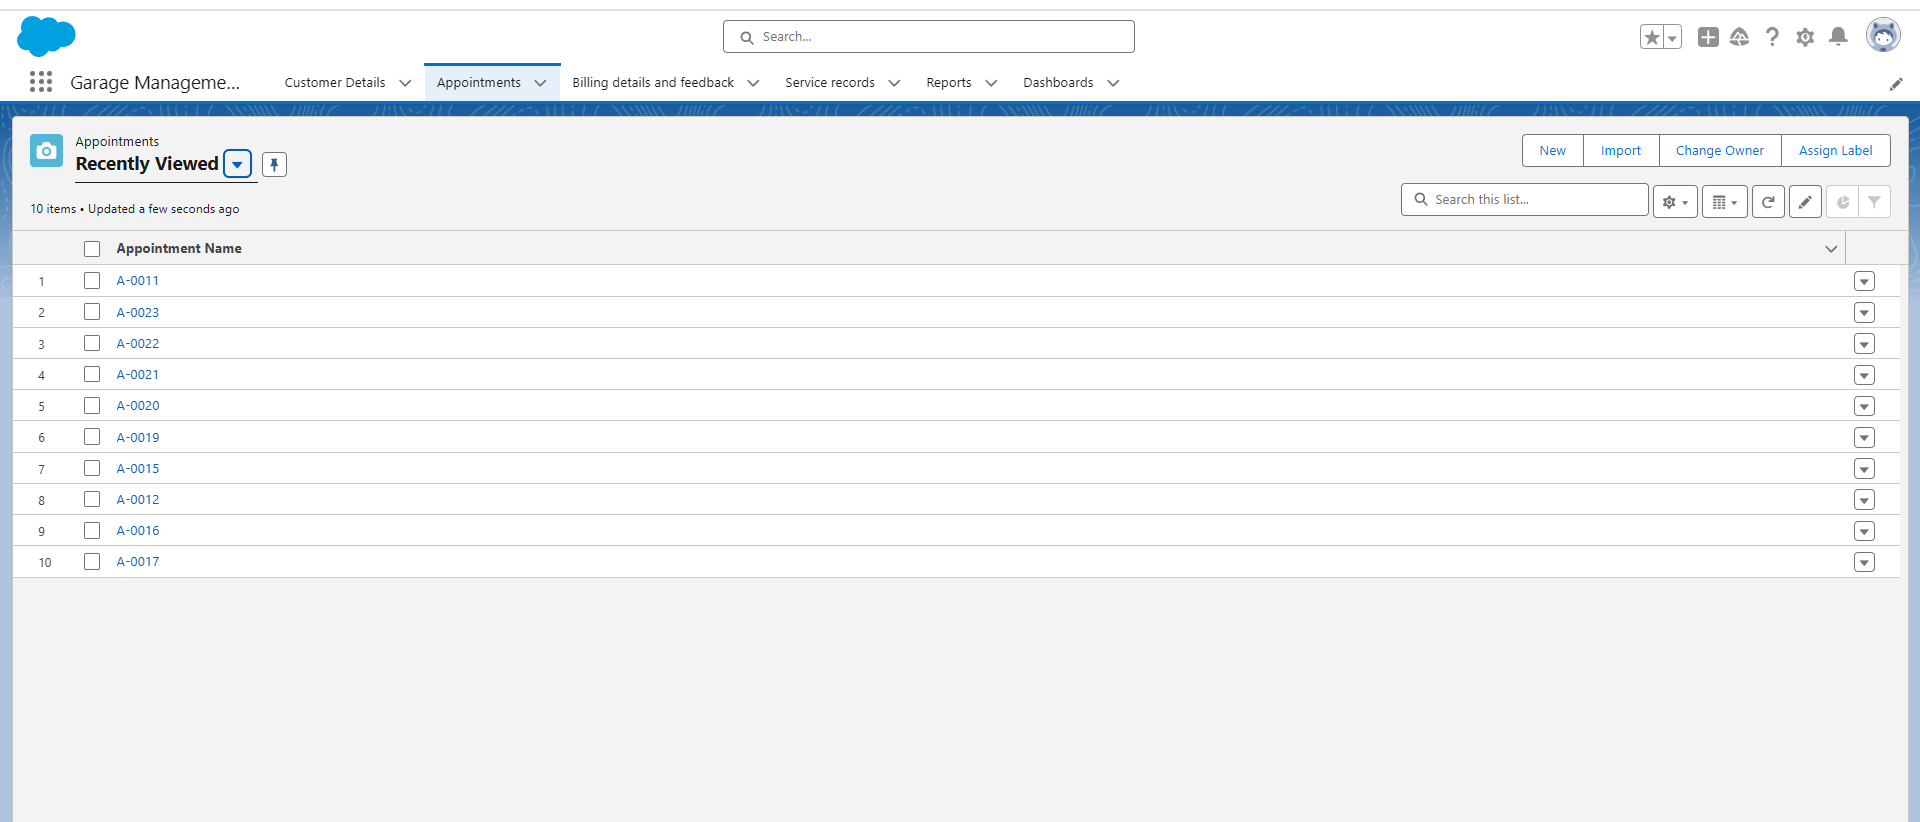 Search...
Garage Manageme...
Customer Details
Appointments
Billing details and feedback
Service records
Reports
Dashboards
Appointments
Recently Viewed
New
Import
Change Owner
Assign Label
10 items • Updated a few seconds ago
Search this list...
Appointment Name
1 A-0011
2 A-0023
3 A-0022
4 A-0021
5 A-0020
6 A-0019
7 A-0015
8 A-0012
9 A-0016
10 A-0017